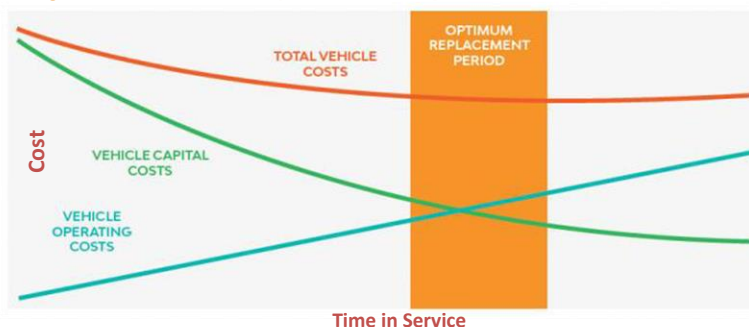 OPTIMUM
REPLACEMENT
PERIOD
TOTAL VEHICLE
COSTS
Cost
VEHICLE CAPITAL
COSTS
VEHICLE
OPERATING
COSTS
Time in Service